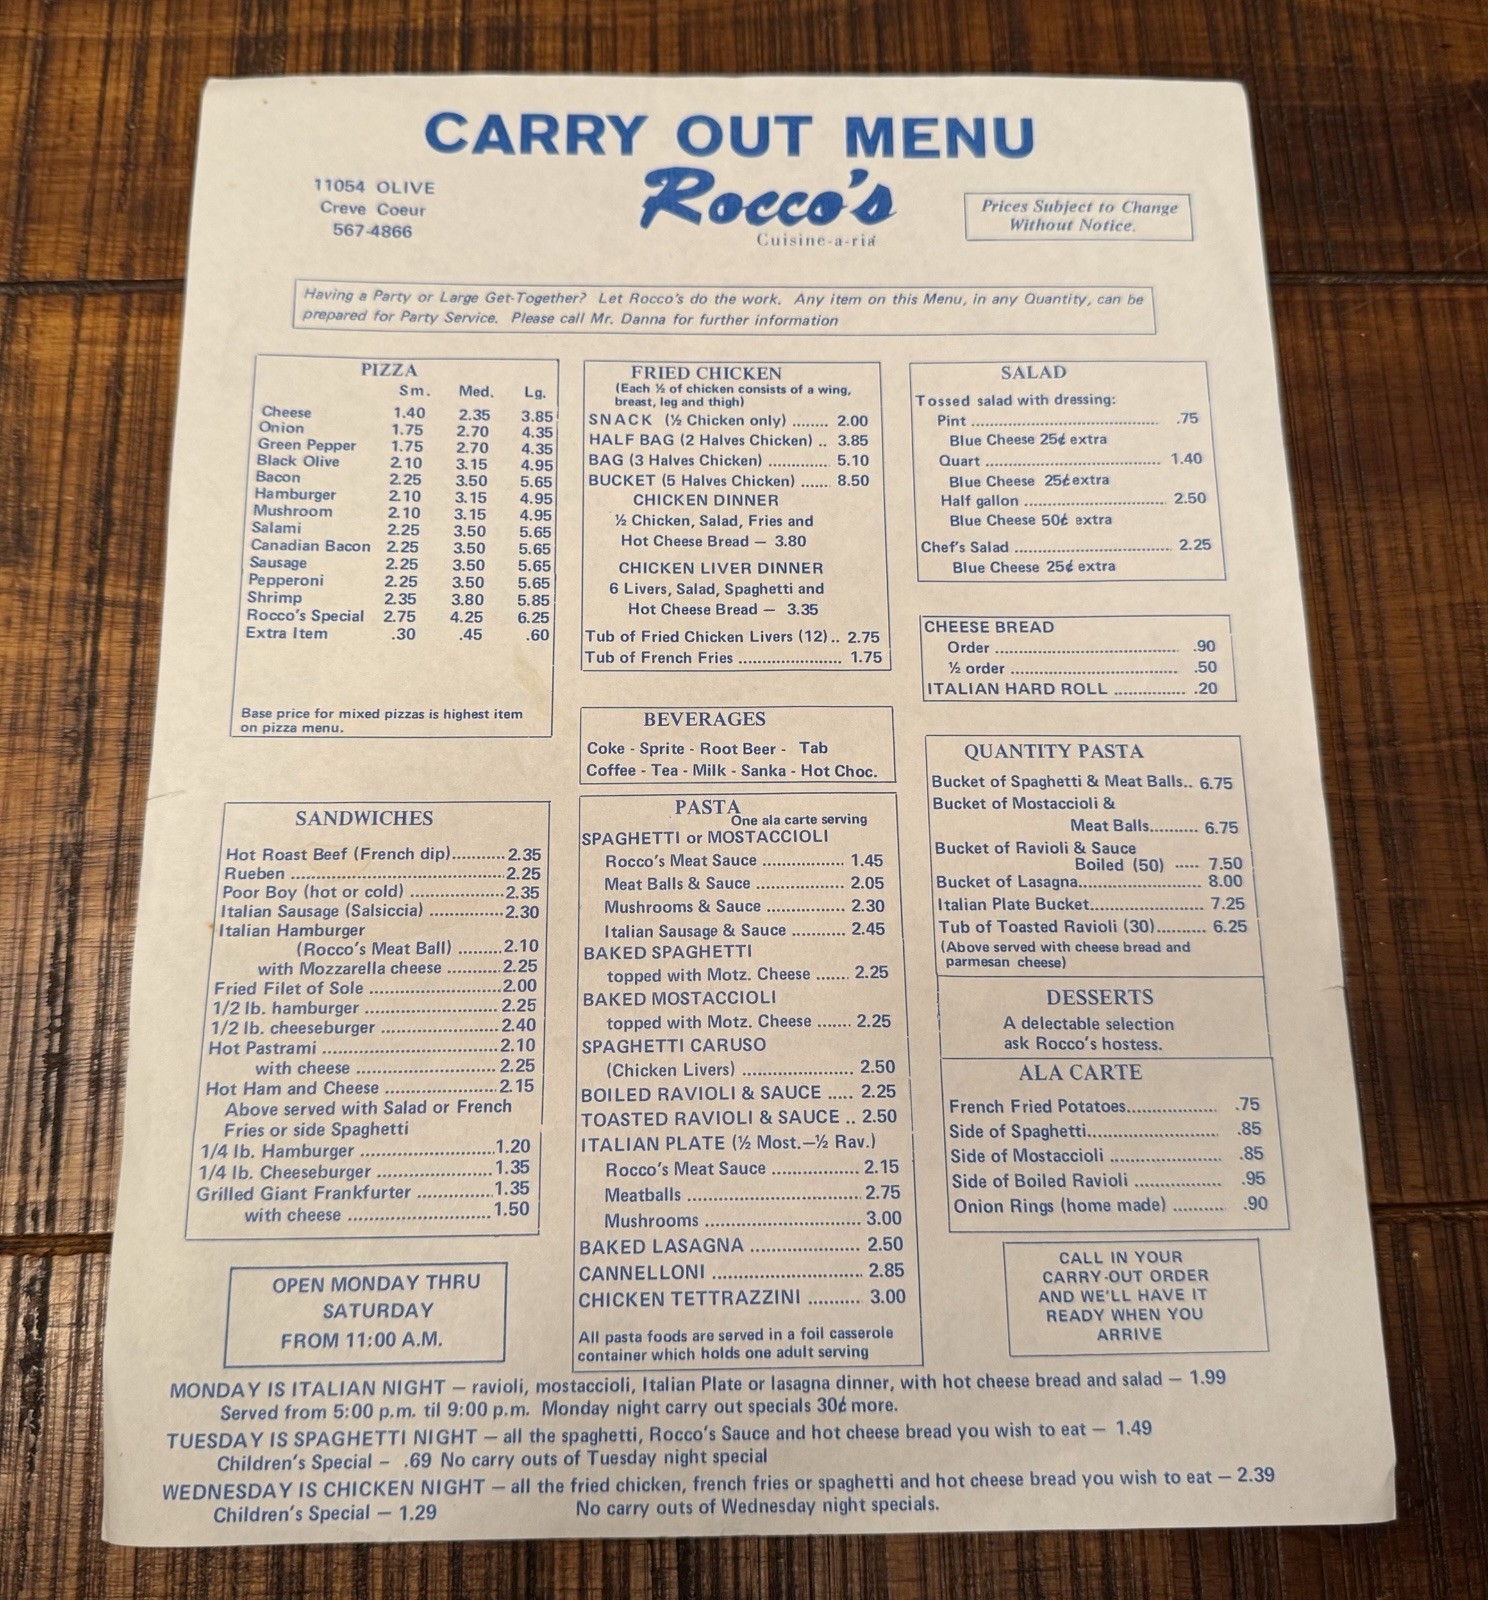 CARRY OUT MENU
11054 OLIVE
Creve Coeur
567-4866
Rocco's
Cuisine-a-ria
Prices Subject to Change
Without Notice.
Having a Party or Large Get-Together? Let Rocco's do the work. Any item on this Menu, in any Quantity, can be
prepared for Party Service. Please call Mr. Danna for further information
PIZZA
Sm. Med. Lg.
Cheese 1.40 2.35 3.85
Onion 1.75 2.70 4.35
Green Pepper 1.75 2.70 4.35
Black Olive 2.10 3.15 4.95
Bacon 2.25 3.50 5.65
Hamburger 2.10 3.15 4.95
Mushroom 2.10 3.15 4.95
Salami 2.25 3.50 5.65
Canadian Bacon 2.25 3.50 5.65
Sausage 2.25 3.50 5.65
Pepperoni 2.25 3.50 5.65
Shrimp 2.35 3.80 5.85
Rocco's Special 2.75 4.25 6.25
Extra Item .30 .45 .60
Base price for mixed pizzas is highest item
on pizza menu.
SANDWICHES
Hot Roast Beef (French dip)..........2.35
Rueben ..........2.25
Poor Boy (hot or cold) ..........2.35
Italian Sausage (Salsiccia) ..........2.30
Italian Hamburger
(Rocco's Meat Ball) ........2.10
with Mozzarella cheese ..........2.25
Fried Filet of Sole ..........2.00
1/2 lb. hamburger ..........2.25
1/2 lb. cheeseburger ..........2.40
Hot Pastrami ..........2.10
with cheese ..........2.25
Hot Ham and Cheese ..........2.15
Above served with Salad or French
Fries or side Spaghetti
1/4 lb. Hamburger ..........1.20
1/4 lb. Cheeseburger ..........1.35
Grilled Giant Frankfurter ..........1.35
with cheese ..........1.50
OPEN MONDAY THRU
SATURDAY
FROM 11:00 A.M.
FRIED CHICKEN
(Each ½ of chicken consists of a wing,
breast, leg and thigh)
SNACK (½ Chicken only) ........ 2.00
HALF BAG (2 Halves Chicken) .. 3.85
BAG (3 Halves Chicken) .......... 5.10
BUCKET (5 Halves Chicken) ...... 8.50
CHICKEN DINNER
½ Chicken, Salad, Fries and
Hot Cheese Bread — 3.80
CHICKEN LIVER DINNER
6 Livers, Salad, Spaghetti and
Hot Cheese Bread — 3.35
Tub of Fried Chicken Livers (12).. 2.75
Tub of French Fries .......... 1.75
BEVERAGES
Coke - Sprite - Root Beer - Tab
Coffee - Tea - Milk - Sanka - Hot Choc.
PASTA
One ala carte serving
SPAGHETTI or MOSTACCIOLI
Rocco's Meat Sauce .......... 1.45
Meat Balls & Sauce .......... 2.05
Mushrooms & Sauce .......... 2.30
Italian Sausage & Sauce .......... 2.45
BAKED SPAGHETTI
topped with Motz. Cheese ...... 2.25
BAKED MOSTACCIOLI
topped with Motz. Cheese ...... 2.25
SPAGHETTI CARUSO
(Chicken Livers) .......... 2.50
BOILED RAVIOLI & SAUCE ..... 2.25
TOASTED RAVIOLI & SAUCE .. 2.50
ITALIAN PLATE (½ Most.—½ Rav.)
Rocco's Meat Sauce .......... 2.15
Meatballs .......... 2.75
Mushrooms .......... 3.00
BAKED LASAGNA .......... 2.50
CANNELLONI .......... 2.85
CHICKEN TETTRAZZINI .......... 3.00
All pasta foods are served in a foil casserole
container which holds one adult serving
SALAD
Tossed salad with dressing:
Pint .......... .75
Blue Cheese 25¢ extra
Quart .......... 1.40
Blue Cheese 25¢ extra
Half gallon .......... 2.50
Blue Cheese 50¢ extra
Chef's Salad .......... 2.25
Blue Cheese 25¢ extra
CHEESE BREAD
Order .......... .90
½ order .......... .50
ITALIAN HARD ROLL .......... .20
QUANTITY PASTA
Bucket of Spaghetti & Meat Balls.. 6.75
Bucket of Mostaccioli &
Meat Balls.......... 6.75
Bucket of Ravioli & Sauce
Boiled (50) ..... 7.50
Bucket of Lasagna.......... 8.00
Italian Plate Bucket.......... 7.25
Tub of Toasted Ravioli (30).......... 6.25
(Above served with cheese bread and
parmesan cheese)
DESSERTS
A delectable selection
ask Rocco's hostess.
ALA CARTE
French Fried Potatoes.......... .75
Side of Spaghetti.......... .85
Side of Mostaccioli .......... .85
Side of Boiled Ravioli .......... .95
Onion Rings (home made) .......... .90
CALL IN YOUR
CARRY-OUT ORDER
AND WE'LL HAVE IT
READY WHEN YOU
ARRIVE
MONDAY IS ITALIAN NIGHT — ravioli, mostaccioli, Italian Plate or lasagna dinner, with hot cheese bread and salad — 1.99
Served from 5:00 p.m. til 9:00 p.m. Monday night carry out specials 30¢ more.
TUESDAY IS SPAGHETTI NIGHT — all the spaghetti, Rocco's Sauce and hot cheese bread you wish to eat — 1.49
Children's Special — .69 No carry outs of Tuesday night special
WEDNESDAY IS CHICKEN NIGHT — all the fried chicken, french fries or spaghetti and hot cheese bread you wish to eat — 2.39
Children's Special — 1.29 No carry outs of Wednesday night specials.